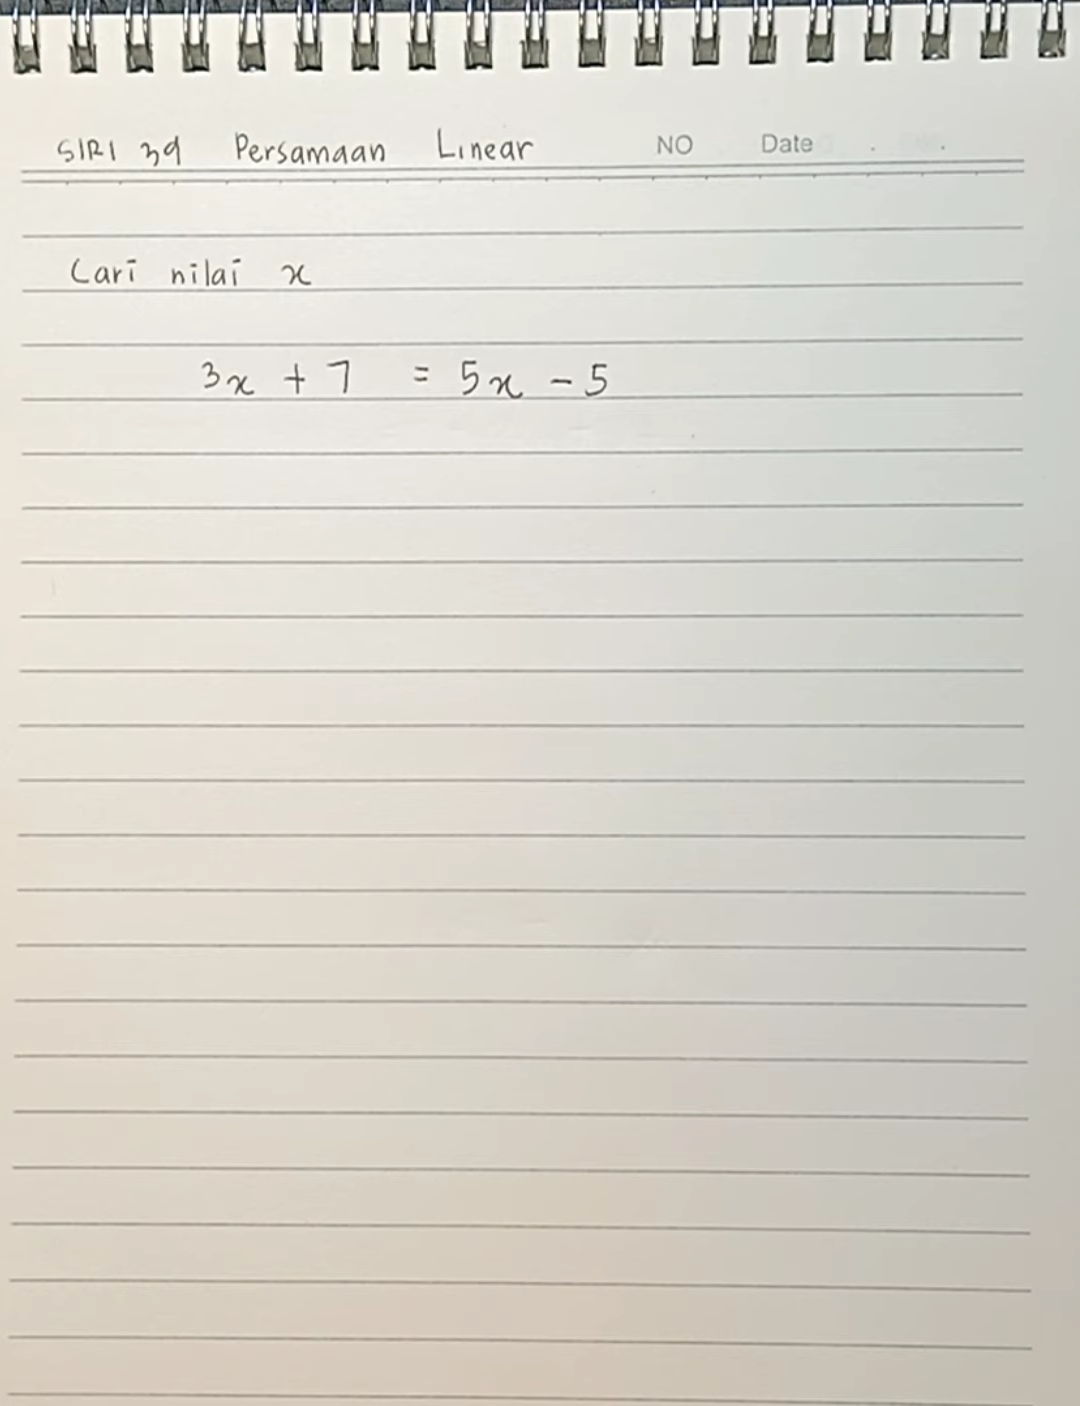 SIRI 39 Persamaan Linear NO Date
Cari nilai x
3x + 7 = 5x - 5